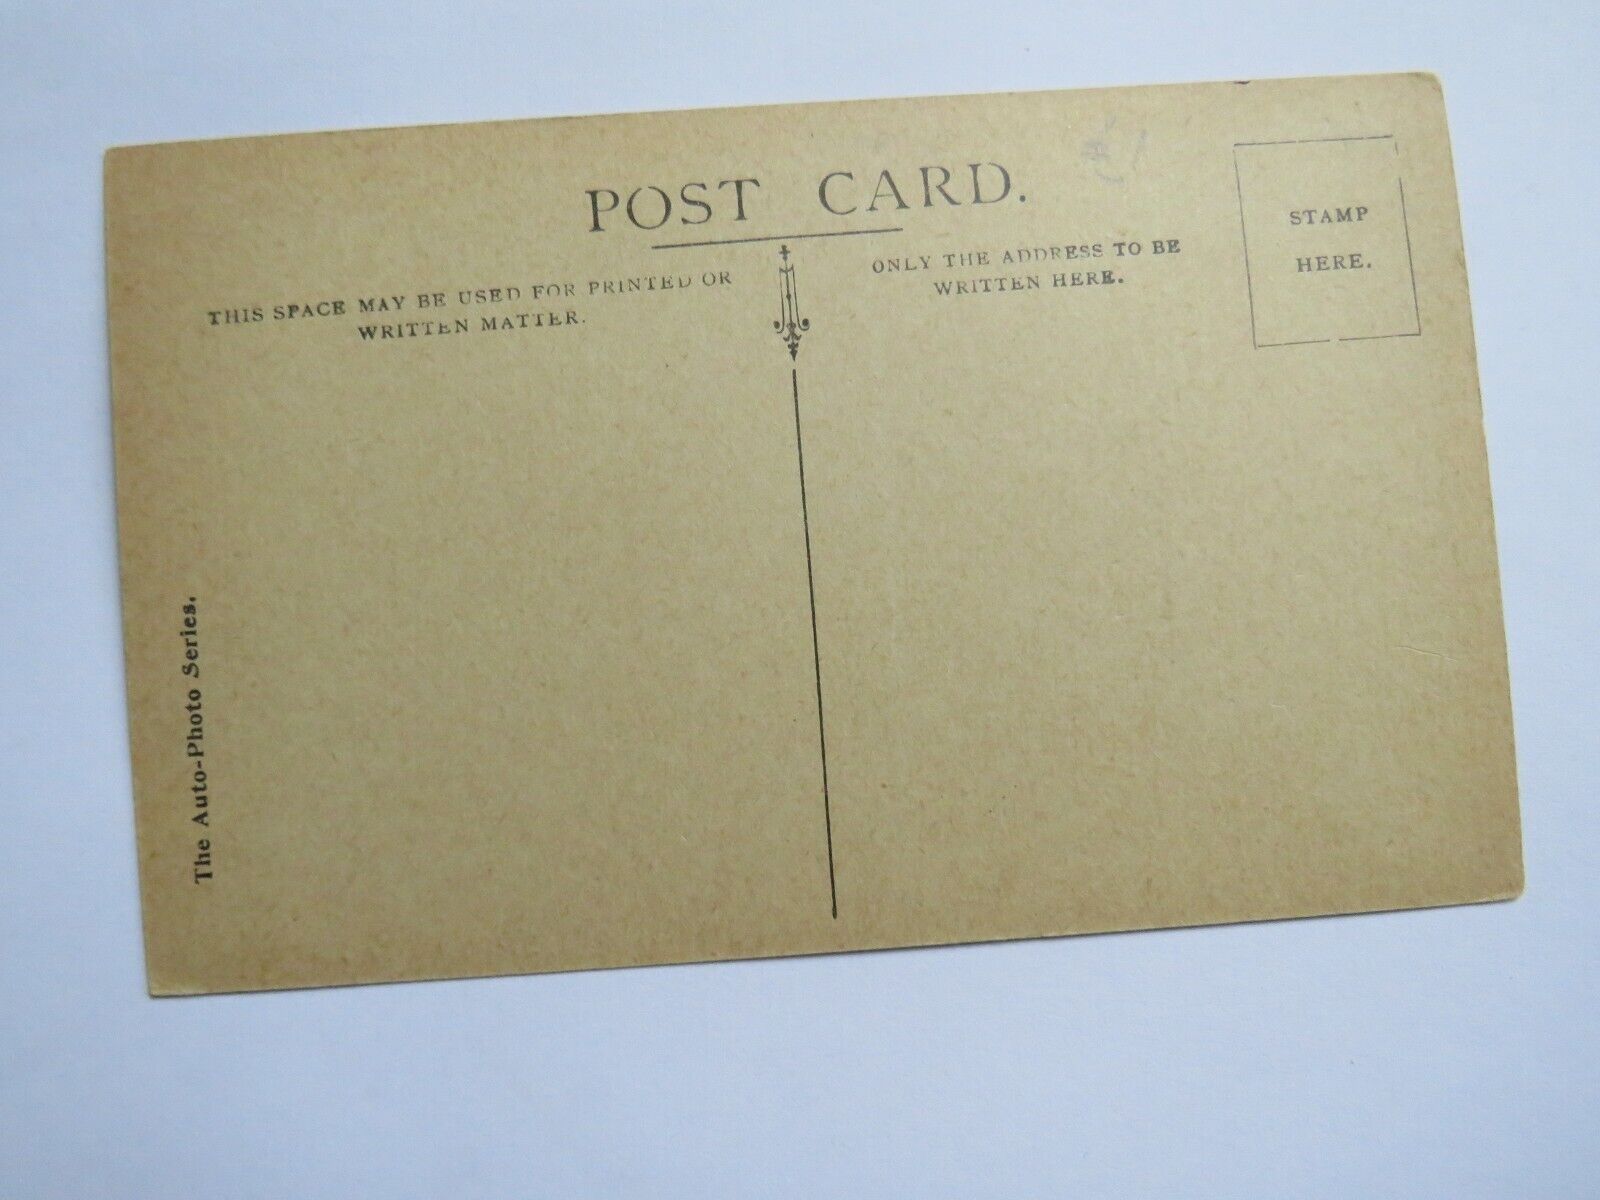 POST CARD.
THIS SPACE MAY BE USED FOR PRINTED OR
WRITTEN MATTER.
ONLY THE ADDRESS TO BE
WRITTEN HERE.
STAMP
HERE.
The Auto-Photo Series.